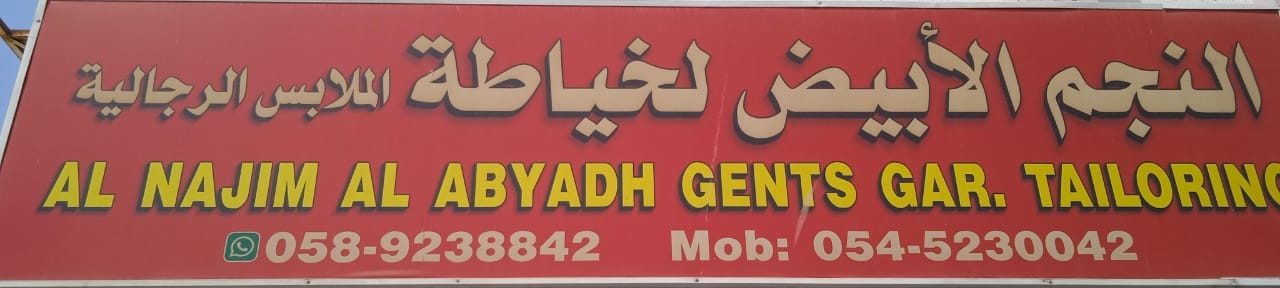 النجم الأبيض لخياطة الملابس الرجالية
AL NAJIM AL ABYADH GENTS GAR. TAILORING
058-9238842 Mob: 054-5230042